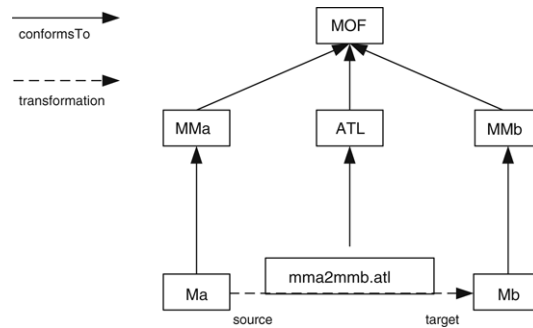 MOF
conformsTo
transformation
MMa
ATL
MMb
mma2mmb.atl
Ma
Mb
source
target